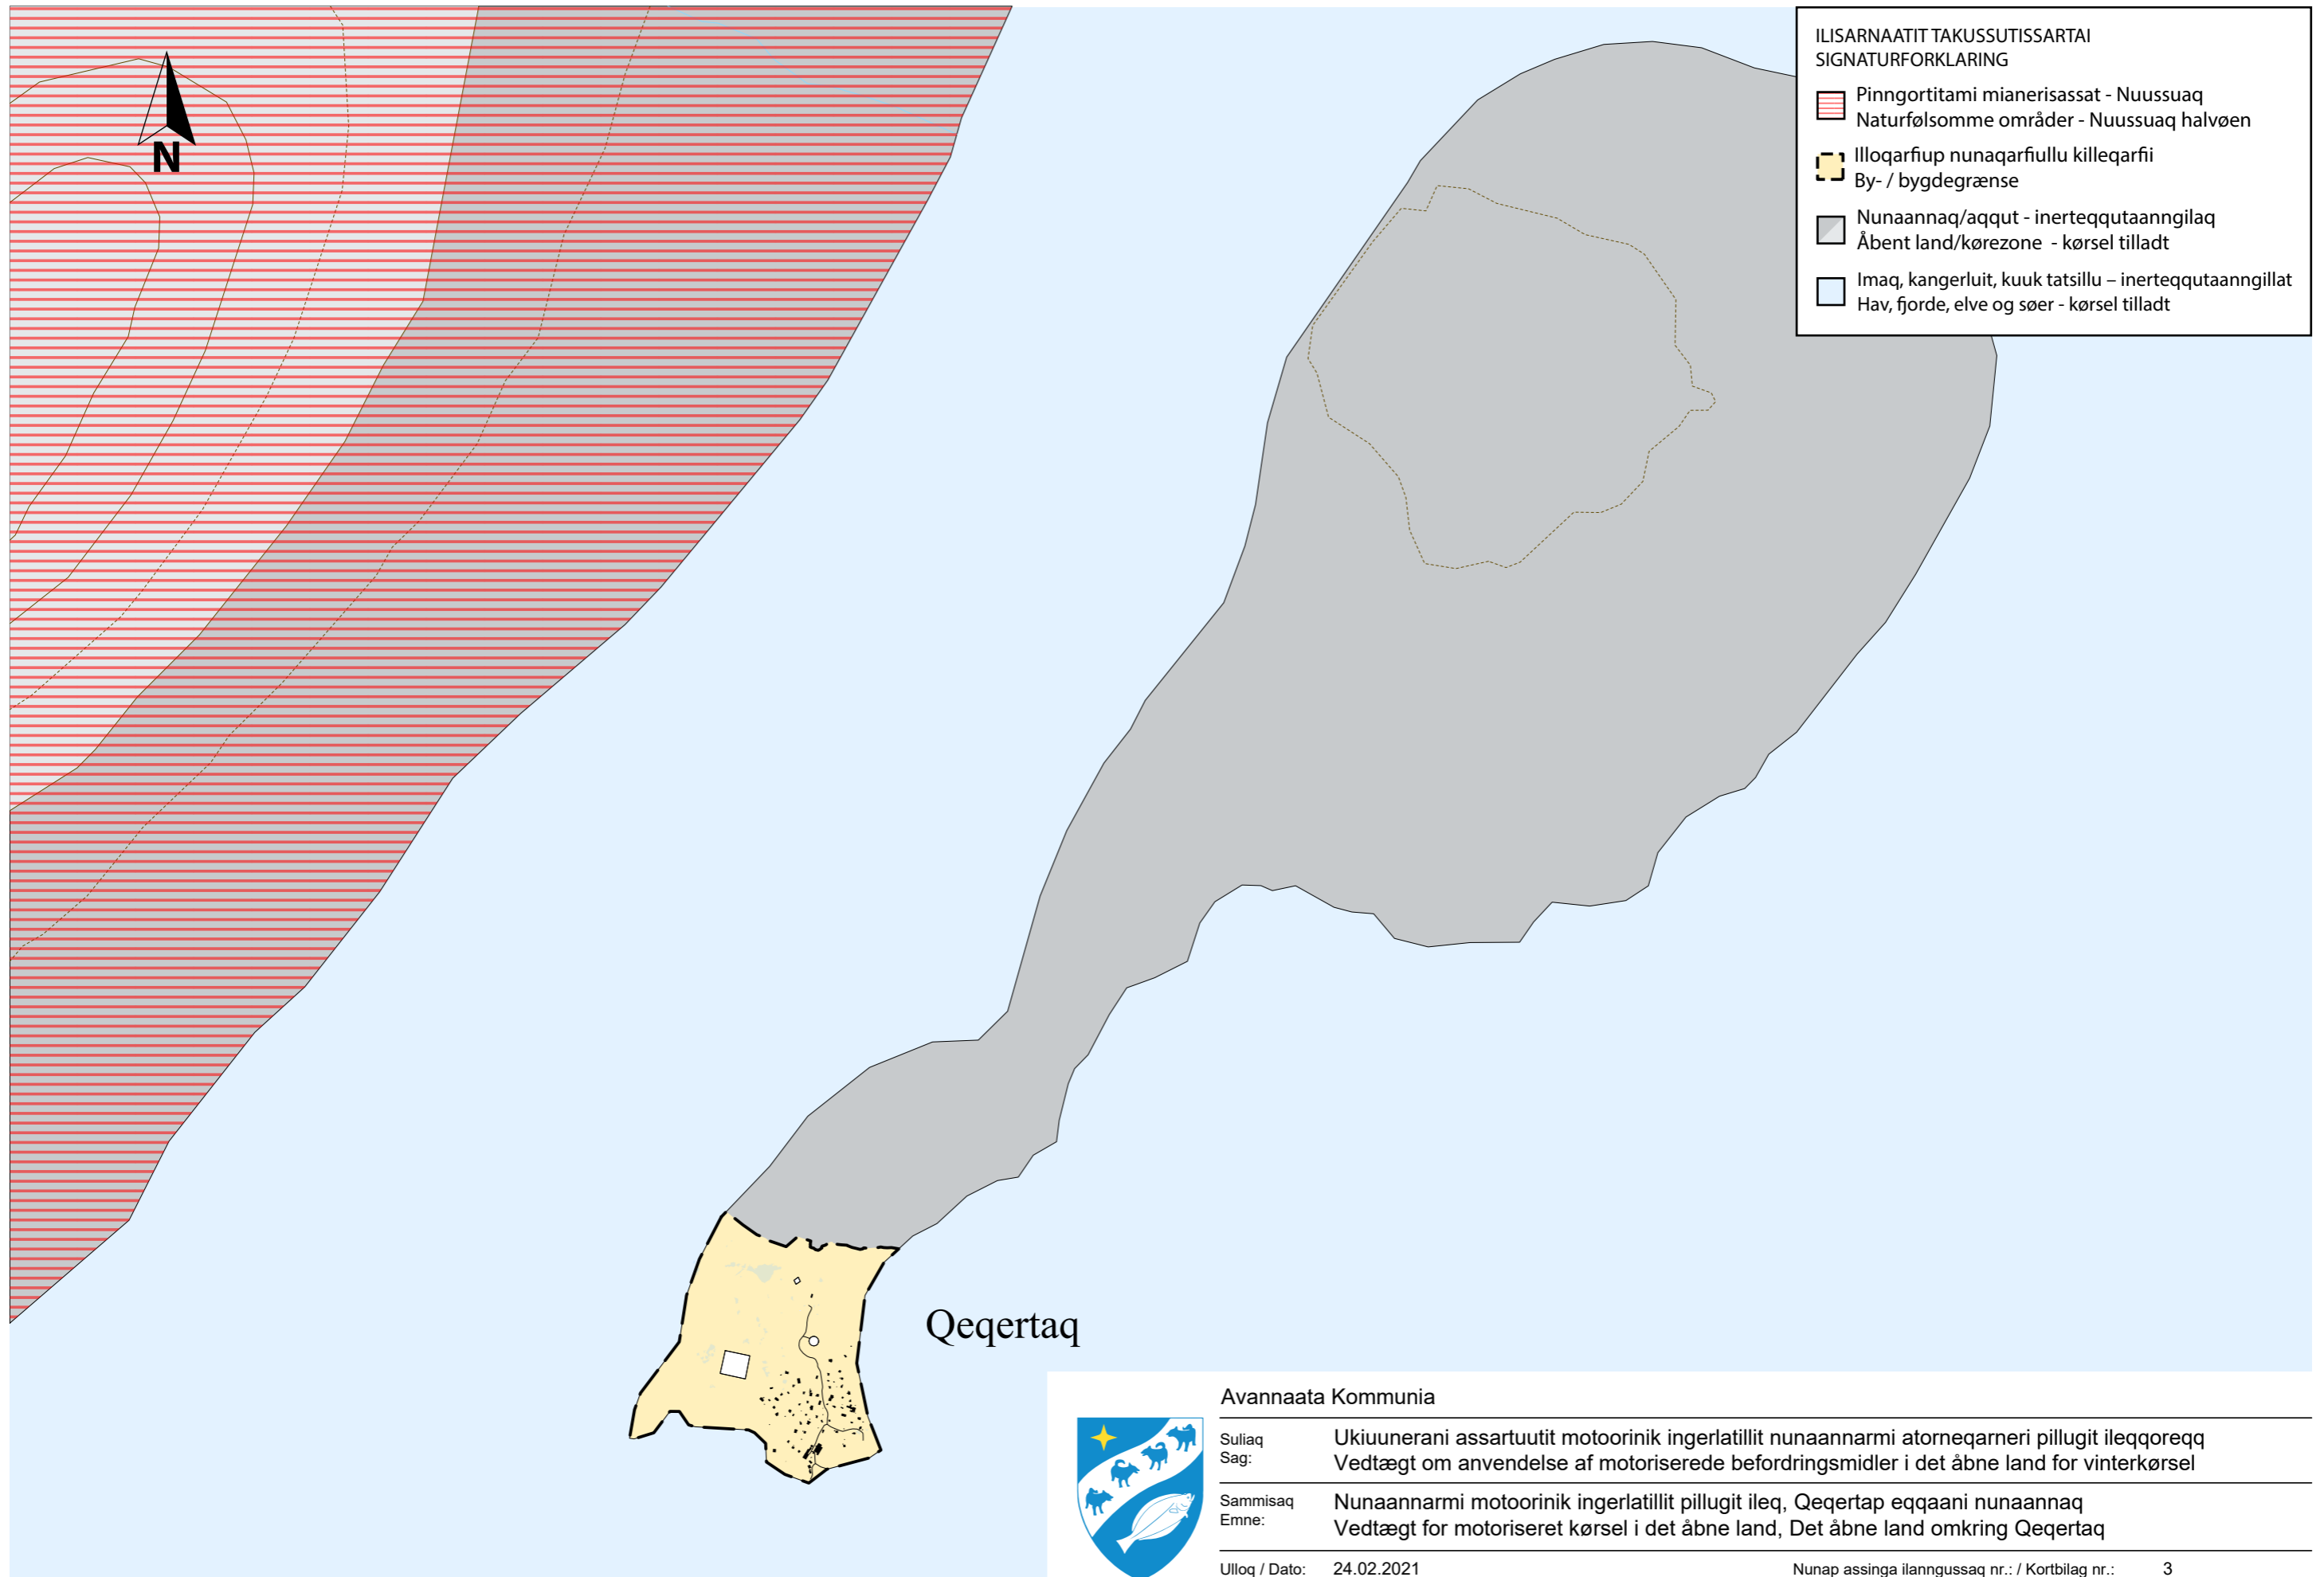 ILISARNAATIT TAKUSSUTISSARTAI
SIGNATURFORKLARING
Pinngortitami mianerisassat - Nuussuaq
Naturfølsomme områder - Nuussuaq halvøen
Illoqarfiup nunaqarfiullu killeqarfii
By- / bygdegrænse
Nunaannaq/aqqut - inerteqqutaanngilaq
Åbent land/kørezone - kørsel tilladt
Imaq, kangerluit, kuuk tatsillu – inerteqqutaanngillat
Hav, fjorde, elve og søer - kørsel tilladt
N
Qeqertaq
Avannaata Kommunia
Suliaq Ukiuunerani assartuutit motoorinik ingerlatillit nunaannarmi atorneqarneri pillugit ileqqoreqq
Sag: Vedtægt om anvendelse af motoriserede befordringsmidler i det åbne land for vinterkørsel
Sammisaq Nunaannarmi motoorinik ingerlatillit pillugit ileq, Qeqertap eqqaani nunaannaq
Emne: Vedtægt for motoriseret kørsel i det åbne land, Det åbne land omkring Qeqertaq
Ulloq / Dato: 24.02.2021 Nunap assinga ilanngussaq nr.: / Kortbilag nr.: 3